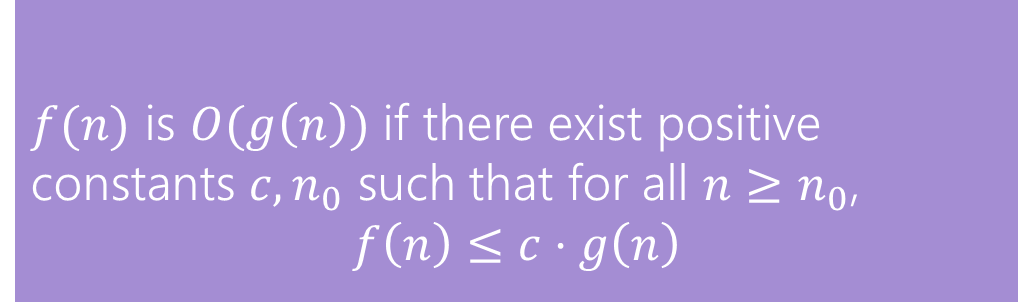 f(n) is O(g(n)) if there exist positive
constants c, n₀ such that for all n ≥ n₀,
f(n) ≤ c · g(n)